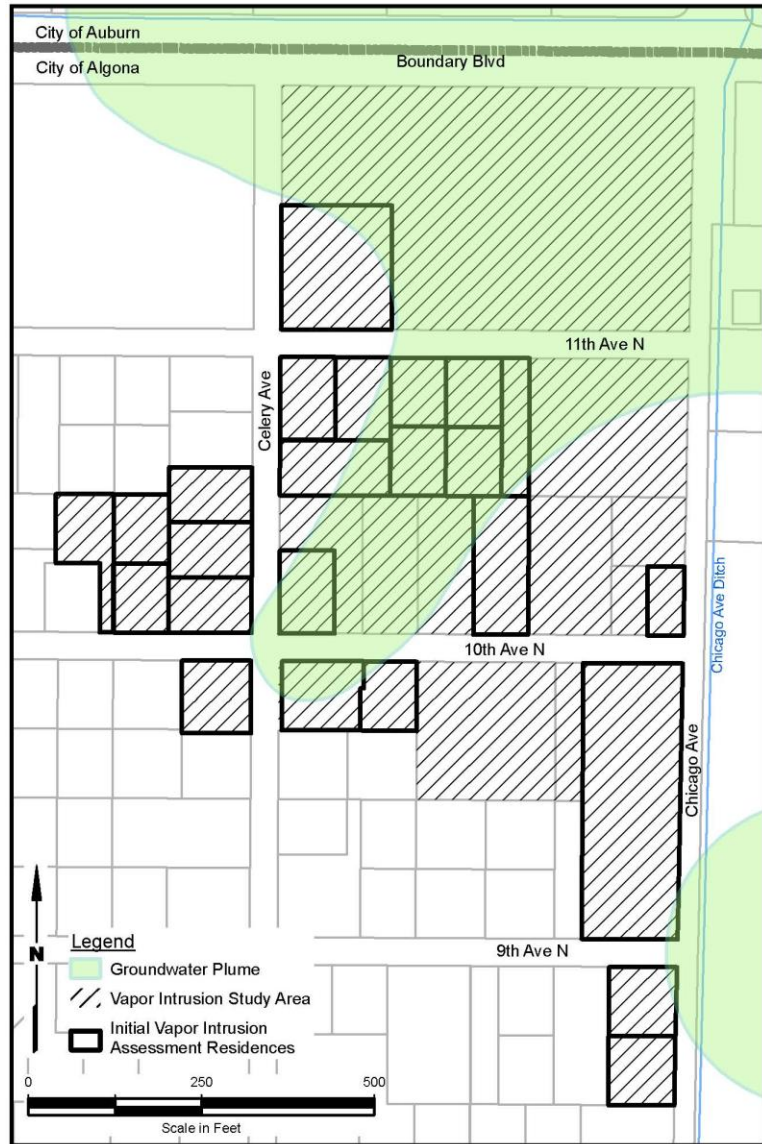 City of Auburn
City of Algona
Boundary Blvd
11th Ave N
Celery Ave
Chicago Ave Ditch
10th Ave N
Chicago Ave
9th Ave N
N
Legend
Groundwater Plume
Vapor Intrusion Study Area
Initial Vapor Intrusion
Assessment Residences
0 250 500
Scale in Feet